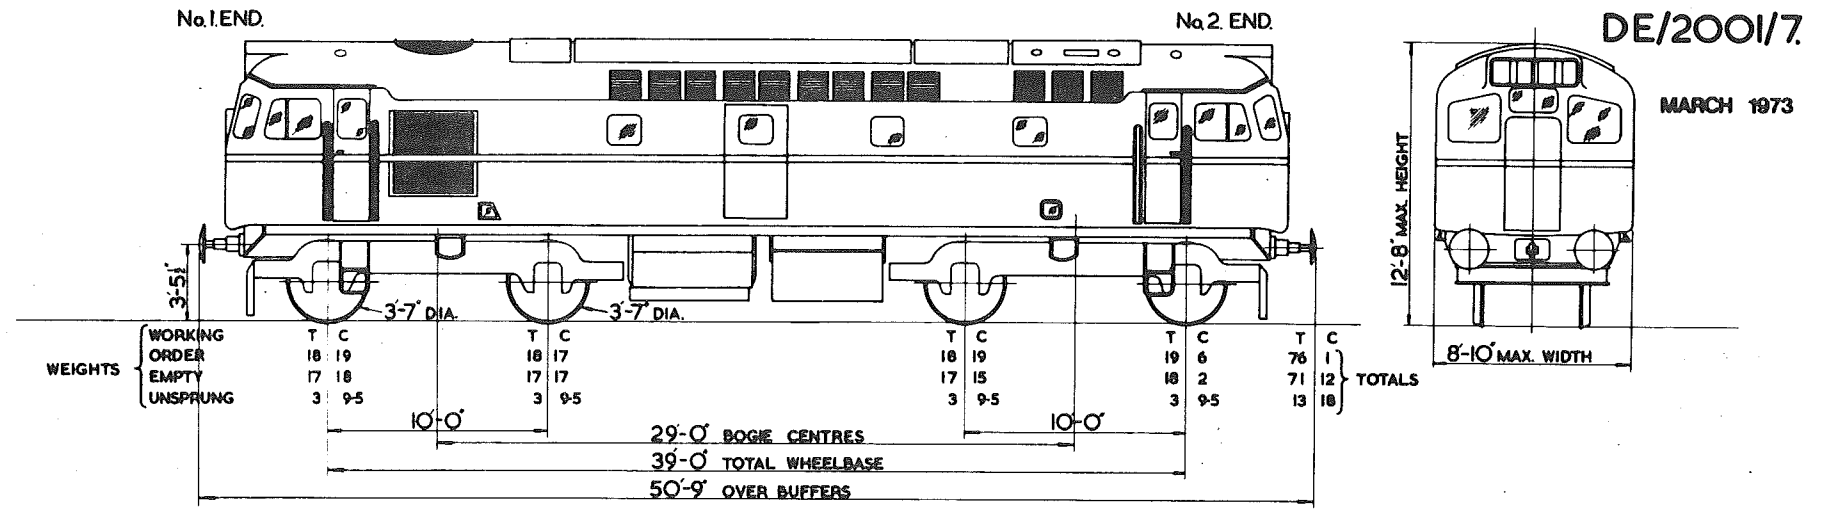 No. 1. END.
No. 2. END.
DE/2001/7.
MARCH 1973
12'-8" MAX. HEIGHT
3'-5½"
3'-7" DIA.
3'-7" DIA.
8'-10" MAX. WIDTH
WEIGHTS
WORKING T C T C T C T C T C
ORDER 18 19 18 17 18 19 19 6 76 1
EMPTY 17 18 17 17 17 15 18 2 71 12 TOTALS
UNSPRUNG 3 9·5 3 9·5 3 9·5 3 9·5 13 18
10'-0" 10'-0"
29'-0" BOGIE CENTRES
39'-0" TOTAL WHEELBASE
50'-9" OVER BUFFERS